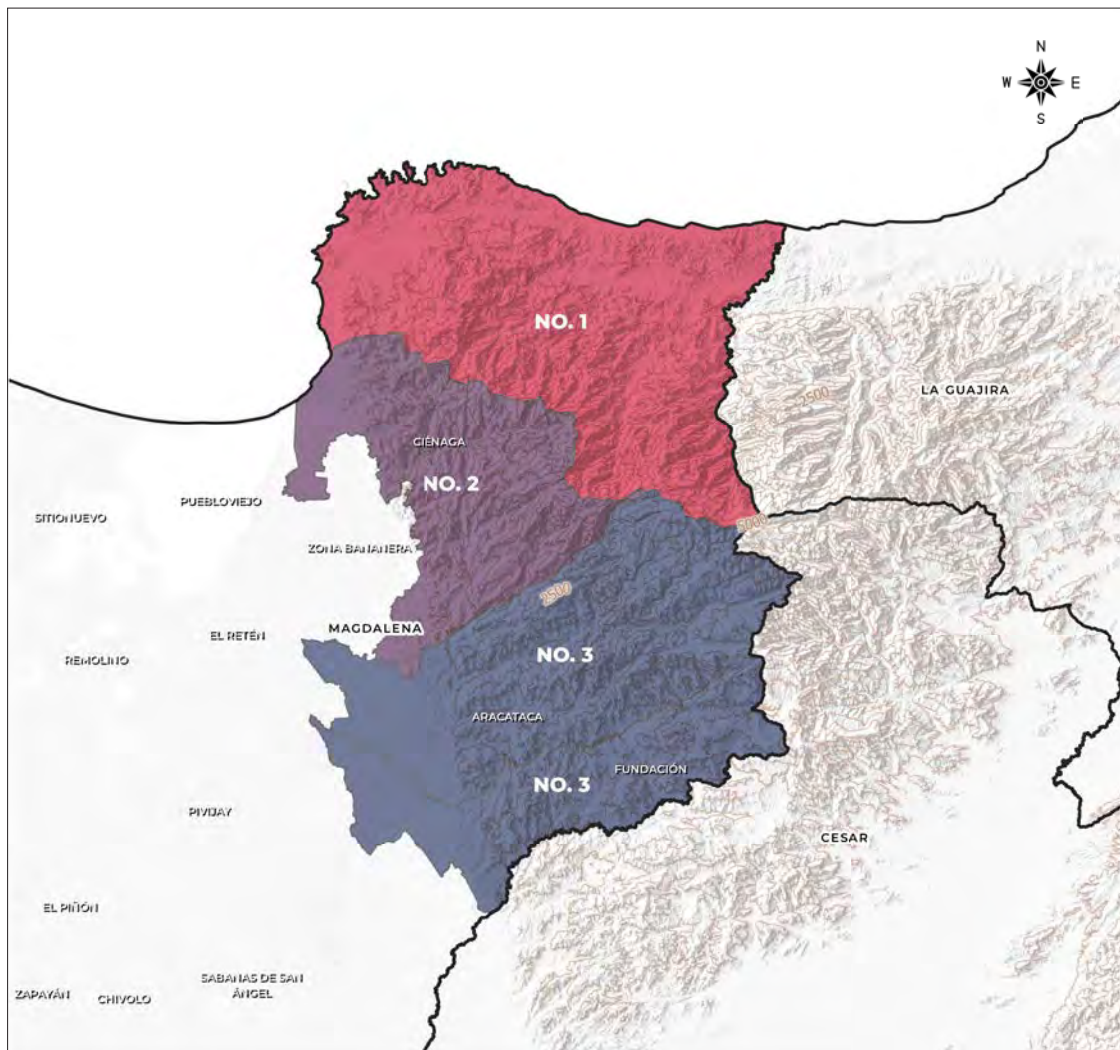 N
W E
S
NO. 1
2500
LA GUAJIRA
CIÉNAGA
NO. 2
PUEBLOVIEJO
SITIONUEVO
5000
ZONA BANANERA
2500
MAGDALENA
EL RETÉN
NO. 3
REMOLINO
ARACATACA
FUNDACIÓN
NO. 3
PIVIJAY
CESAR
EL PIÑÓN
SABANAS DE SAN
ÁNGEL
ZAPAYÁN
CHIVOLO